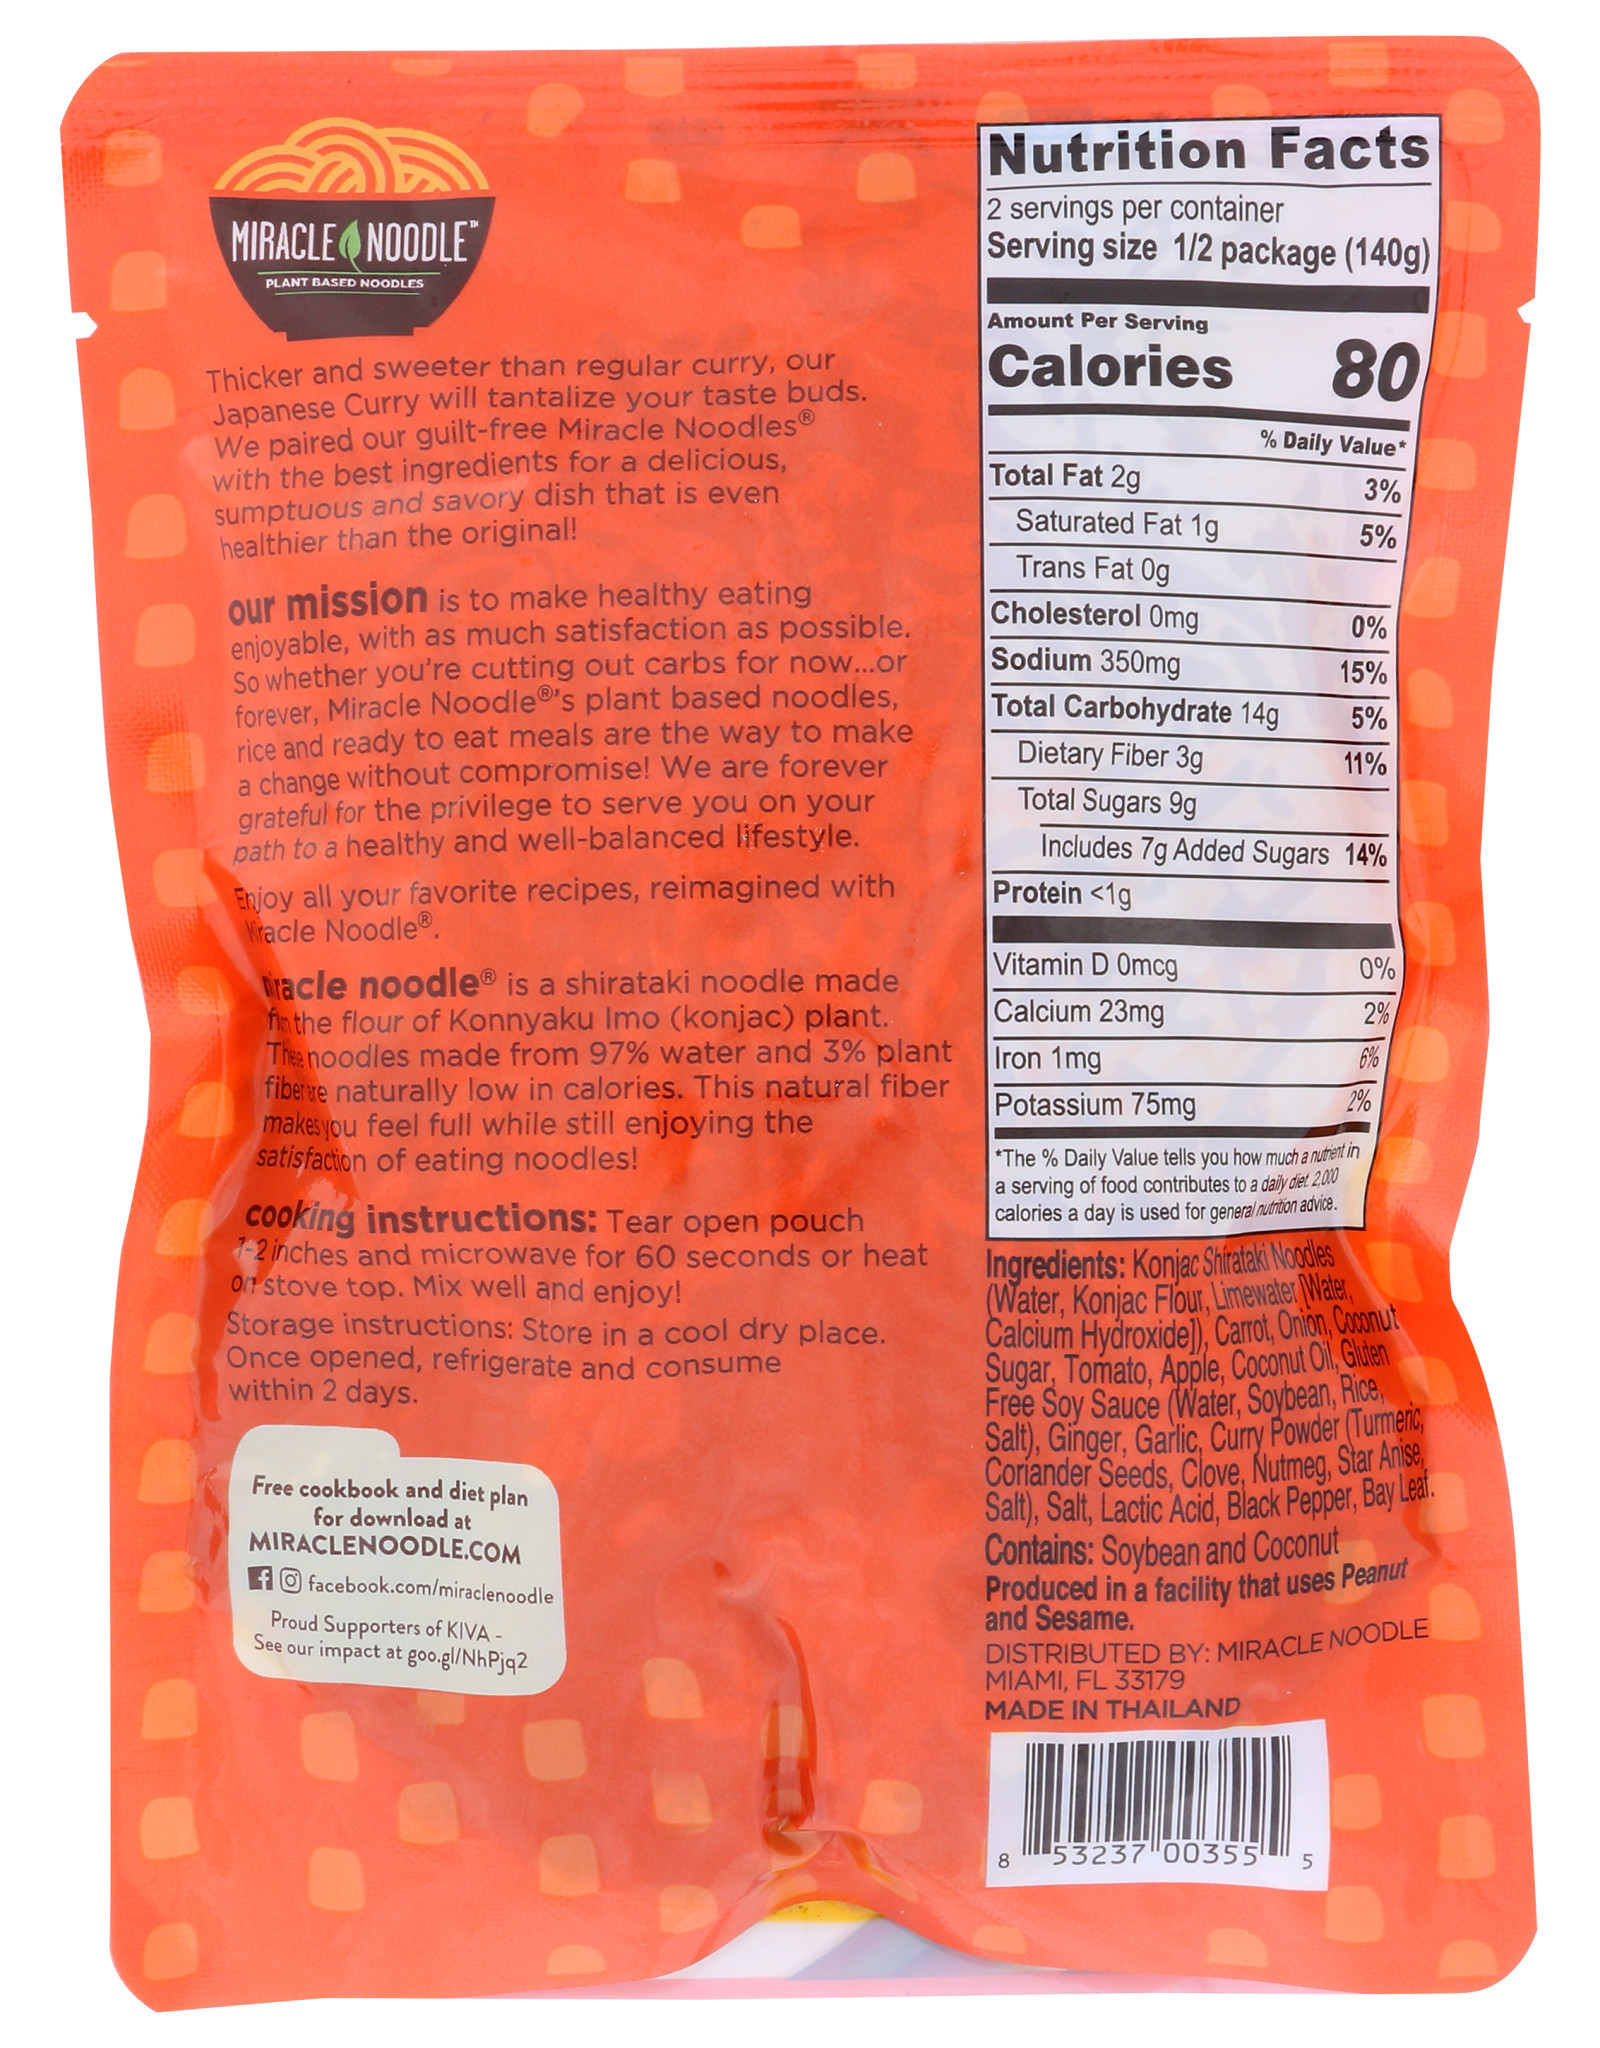 MIRACLE NOODLE™
PLANT BASED NOODLES
Thicker and sweeter than regular curry, our
Japanese Curry will tantalize your taste buds.
We paired our guilt-free Miracle Noodles®
with the best ingredients for a delicious,
sumptuous and savory dish that is even
healthier than the original!
our mission is to make healthy eating
enjoyable, with as much satisfaction as possible.
So whether you're cutting out carbs for now...or
forever, Miracle Noodle®'s plant based noodles,
rice and ready to eat meals are the way to make
a change without compromise! We are forever
grateful for the privilege to serve you on your
path to a healthy and well-balanced lifestyle.
Enjoy all your favorite recipes, reimagined with
Miracle Noodle®.
miracle noodle® is a shirataki noodle made
from the flour of Konnyaku Imo (konjac) plant.
These noodles made from 97% water and 3% plant
fiber are naturally low in calories. This natural fiber
makes you feel full while still enjoying the
satisfaction of eating noodles!
cooking instructions: Tear open pouch
1-2 inches and microwave for 60 seconds or heat
on stove top. Mix well and enjoy!
Storage instructions: Store in a cool dry place.
Once opened, refrigerate and consume
within 2 days.
Free cookbook and diet plan
for download at
MIRACLENOODLE.COM
facebook.com/miraclenoodle
Proud Supporters of KIVA -
See our impact at goo.gl/NhPjq2
Nutrition Facts
2 servings per container
Serving size 1/2 package (140g)
Amount Per Serving
Calories 80
% Daily Value*
Total Fat 2g 3%
Saturated Fat 1g 5%
Trans Fat 0g
Cholesterol 0mg 0%
Sodium 350mg 15%
Total Carbohydrate 14g 5%
Dietary Fiber 3g 11%
Total Sugars 9g
Includes 7g Added Sugars 14%
Protein <1g
Vitamin D 0mcg 0%
Calcium 23mg 2%
Iron 1mg 6%
Potassium 75mg 2%
*The % Daily Value tells you how much a nutrient in
a serving of food contributes to a daily diet. 2,000
calories a day is used for general nutrition advice.
Ingredients: Konjac Shirataki Noodles
(Water, Konjac Flour, Limewater [Water,
Calcium Hydroxide]), Carrot, Onion, Coconut
Sugar, Tomato, Apple, Coconut Oil, Gluten
Free Soy Sauce (Water, Soybean, Rice,
Salt), Ginger, Garlic, Curry Powder (Turmeric,
Coriander Seeds, Clove, Nutmeg, Star Anise,
Salt), Salt, Lactic Acid, Black Pepper, Bay Leaf.
Contains: Soybean and Coconut
Produced in a facility that uses Peanut
and Sesame.
DISTRIBUTED BY: MIRACLE NOODLE
MIAMI, FL 33179
MADE IN THAILAND
8 53237 00355 5